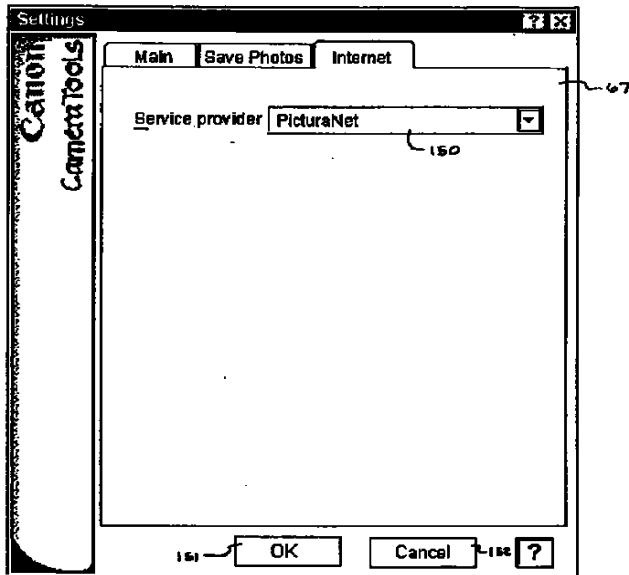 Settings ? X
Canon
CameraTools
Main Save Photos Internet
67
Service provider PicturaNet
150
151 OK Cancel 152 ?